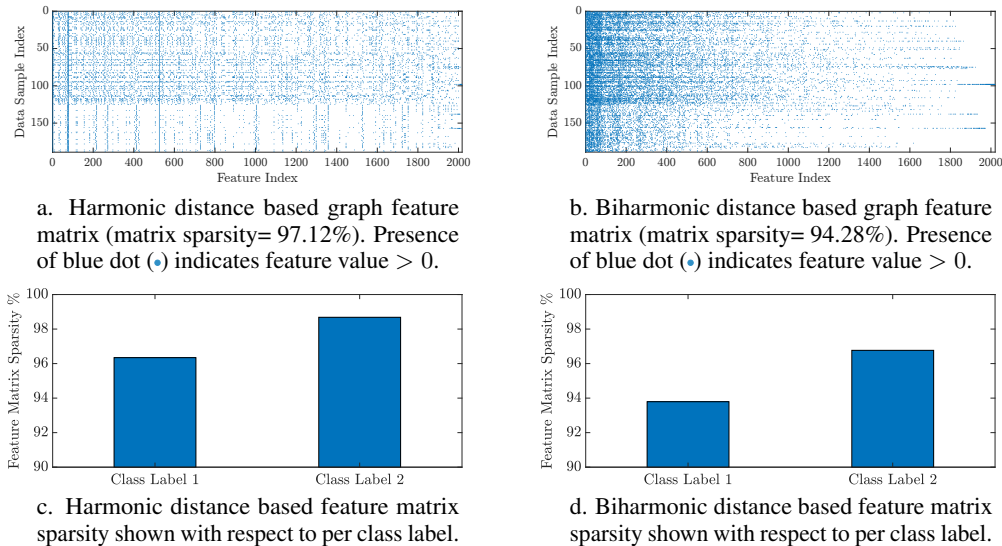 0
50
100
150
Data Sample Index
0 200 400 600 800 1000 1200 1400 1600 1800 2000
Feature Index
a. Harmonic distance based graph feature
matrix (matrix sparsity= 97.12%). Presence
of blue dot (•) indicates feature value > 0.
0
50
100
150
Data Sample Index
0 200 400 600 800 1000 1200 1400 1600 1800 2000
Feature Index
b. Biharmonic distance based graph feature
matrix (matrix sparsity= 94.28%). Presence
of blue dot (•) indicates feature value > 0.
100
98
96
94
92
90
Feature Matrix Sparsity %
Class Label 1 Class Label 2
c. Harmonic distance based feature matrix
sparsity shown with respect to per class label.
100
98
96
94
92
90
Feature Matrix Sparsity %
Class Label 1 Class Label 2
d. Biharmonic distance based feature matrix
sparsity shown with respect to per class label.